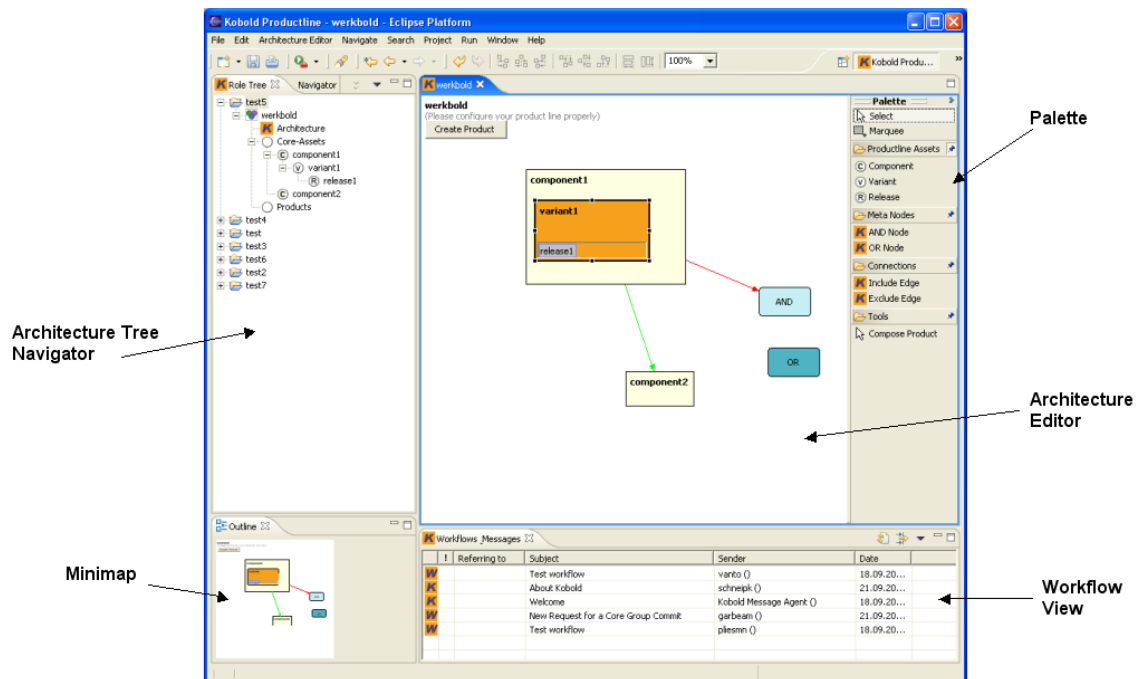 Kobold Productline - werkbold - Eclipse Platform
File Edit Architecture Editor Navigate Search Project Run Window Help
100%
Kobold Produ...
Role Tree
Navigator
test5
werkbold
Architecture
Core-Assets
component1
variant1
release1
component2
Products
test4
test
test3
test6
test2
test7
werkbold
werkbold
(Please configure your product line properly)
Create Product
component1
variant1
release1
AND
OR
component2
Palette
Select
Marquee
Productline Assets
Component
Variant
Release
Meta Nodes
AND Node
OR Node
Connections
Include Edge
Exclude Edge
Tools
Compose Product
Palette
Architecture Tree
Navigator
Architecture
Editor
Outline
Minimap
Workflows_Messages
! Referring to Subject Sender Date
W Test workflow vanto () 18.09.20...
K About Kobold schneipk () 21.09.20...
K Welcome Kobold Message Agent () 18.09.20...
W New Request for a Core Group Commit garbeam () 21.09.20...
W Test workflow pliesmn () 18.09.20...
Workflow
View